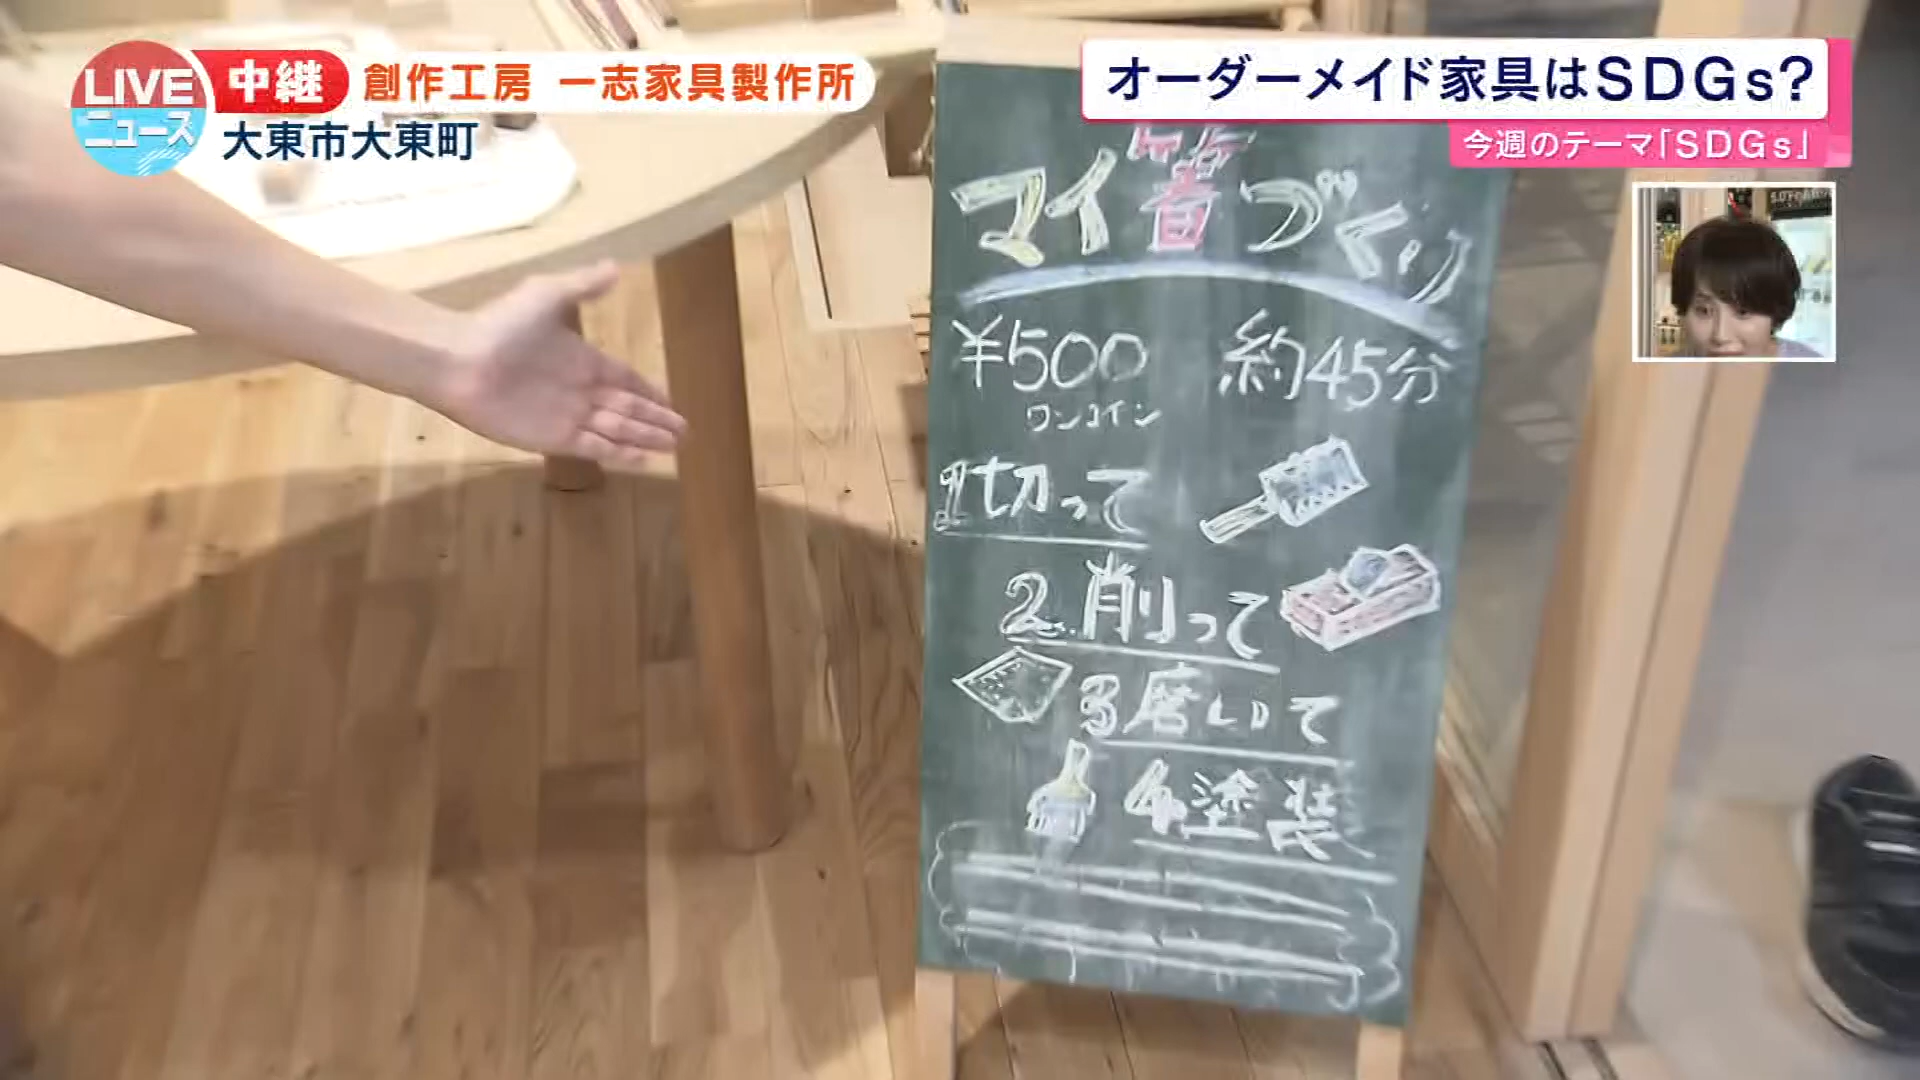 LIVE
ニュース
中継
創作工房 一志家具製作所
大東市大東町
オーダーメイド家具はSDGs?
今週のテーマ「SDGs」
マイ箸づくり
¥500 約45分
ワンコイン
1切って
2.削って
3磨いて
4塗装